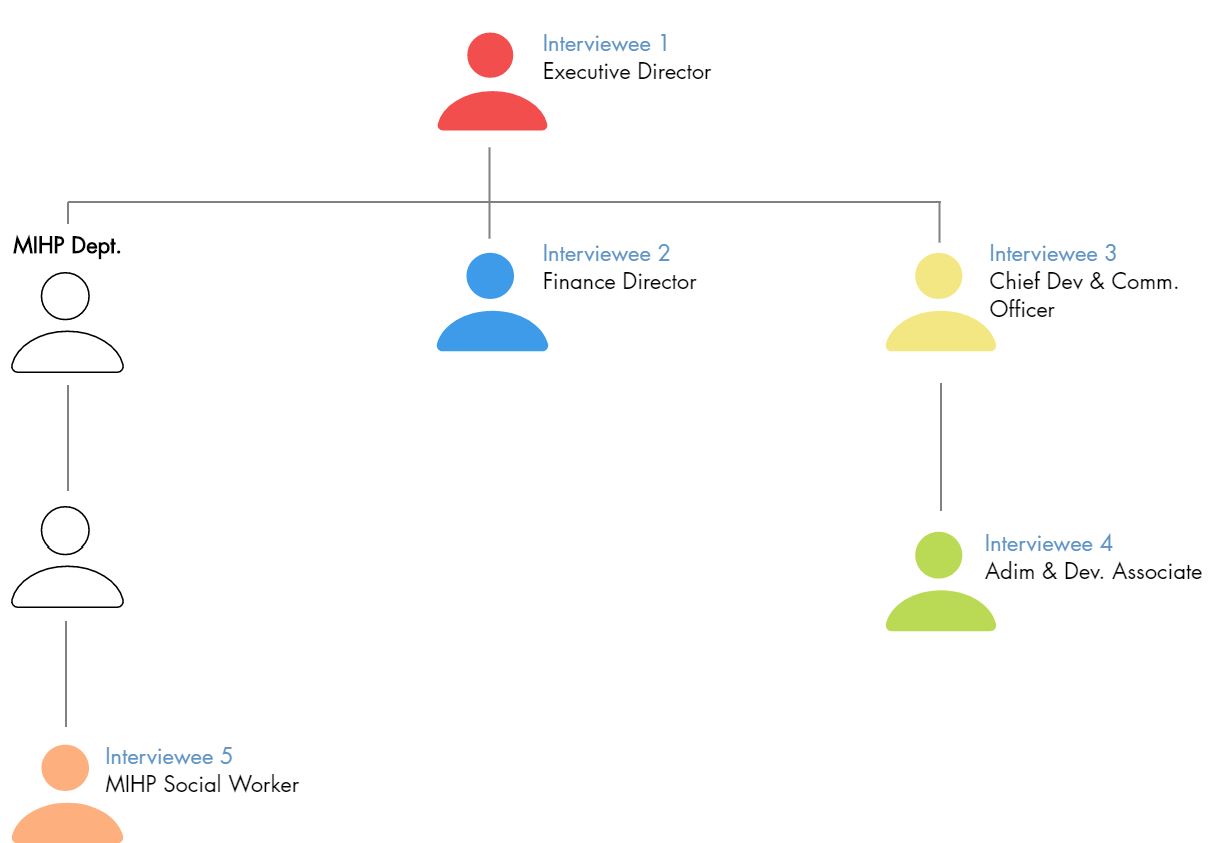 Interviewee 1
Executive Director
MIHP Dept.
Interviewee 2
Finance Director
Interviewee 3
Chief Dev & Comm.
Officer
Interviewee 4
Adim & Dev. Associate
Interviewee 5
MIHP Social Worker